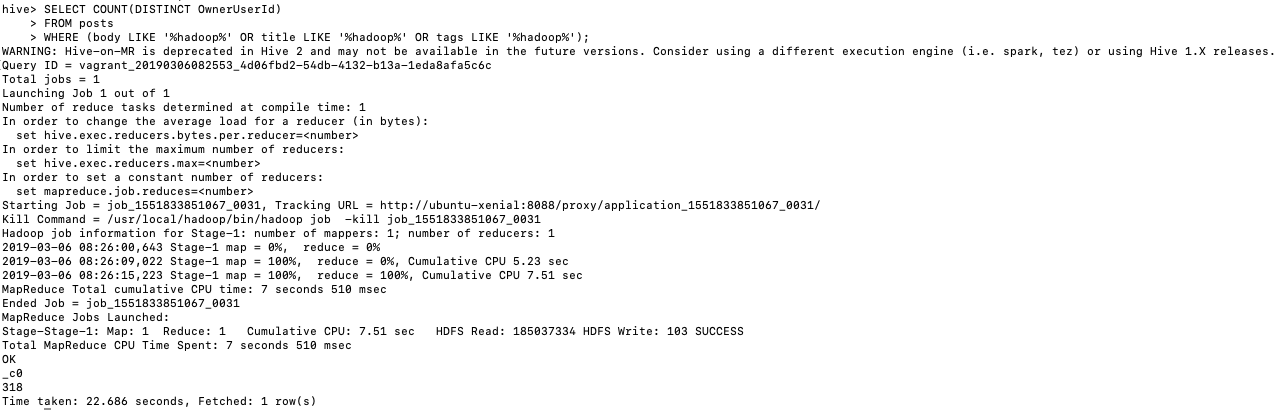 hive> SELECT COUNT(DISTINCT OwnerUserId)
    > FROM posts
    > WHERE (body LIKE '%hadoop%' OR title LIKE '%hadoop%' OR tags LIKE '%hadoop%');
WARNING: Hive-on-MR is deprecated in Hive 2 and may not be available in the future versions. Consider using a different execution engine (i.e. spark, tez) or using Hive 1.X releases.
Query ID = vagrant_20190306082553_4d06fbd2-54db-4132-b13a-1eda8afa5c6c
Total jobs = 1
Launching Job 1 out of 1
Number of reduce tasks determined at compile time: 1
In order to change the average load for a reducer (in bytes):
  set hive.exec.reducers.bytes.per.reducer=<number>
In order to limit the maximum number of reducers:
  set hive.exec.reducers.max=<number>
In order to set a constant number of reducers:
  set mapreduce.job.reduces=<number>
Starting Job = job_1551833851067_0031, Tracking URL = http://ubuntu-xenial:8088/proxy/application_1551833851067_0031/
Kill Command = /usr/local/hadoop/bin/hadoop job  -kill job_1551833851067_0031
Hadoop job information for Stage-1: number of mappers: 1; number of reducers: 1
2019-03-06 08:26:00,643 Stage-1 map = 0%,  reduce = 0%
2019-03-06 08:26:09,022 Stage-1 map = 100%,  reduce = 0%, Cumulative CPU 5.23 sec
2019-03-06 08:26:15,223 Stage-1 map = 100%,  reduce = 100%, Cumulative CPU 7.51 sec
MapReduce Total cumulative CPU time: 7 seconds 510 msec
Ended Job = job_1551833851067_0031
MapReduce Jobs Launched:
Stage-Stage-1: Map: 1  Reduce: 1   Cumulative CPU: 7.51 sec   HDFS Read: 185037334 HDFS Write: 103 SUCCESS
Total MapReduce CPU Time Spent: 7 seconds 510 msec
OK
_c0
318
Time taken: 22.686 seconds, Fetched: 1 row(s)